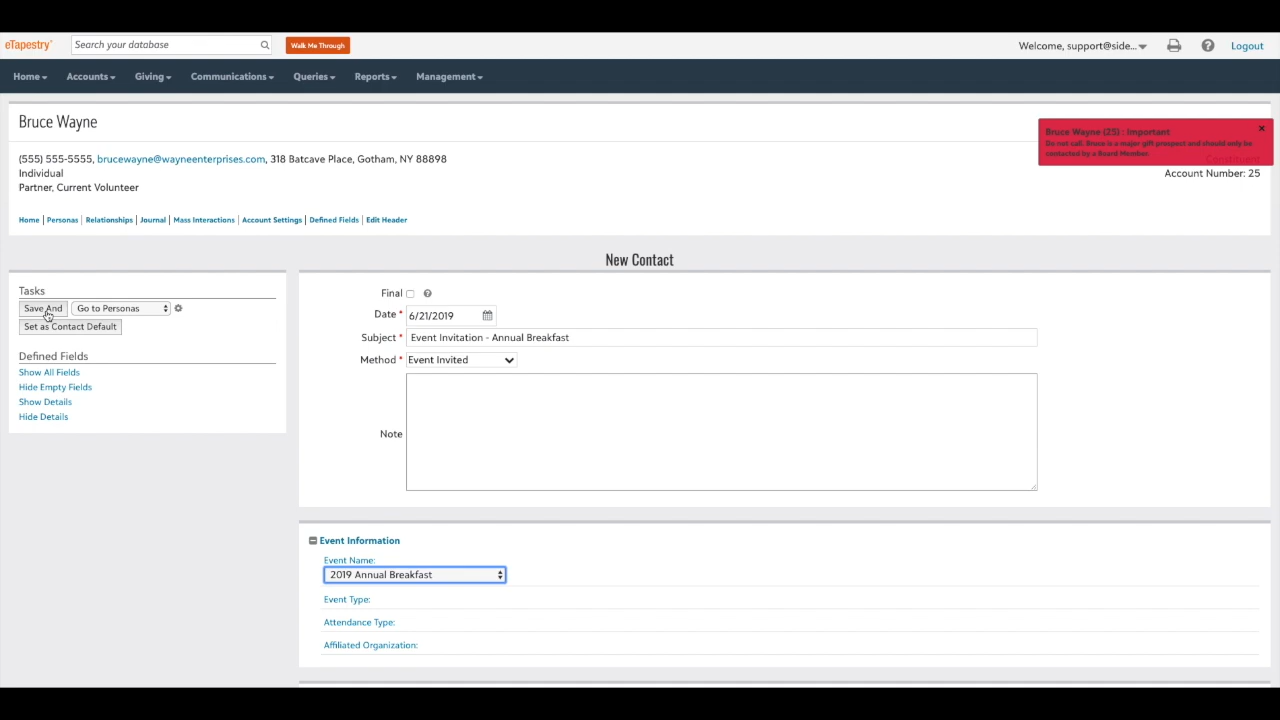 eTapestry
Search your database
Walk Me Through
Welcome, support@side...
Logout
Home
Accounts
Giving
Communications
Queries
Reports
Management
Bruce Wayne
Bruce Wayne (25) : Important
Do not call. Bruce is a major gift prospect and should only be
contacted by a Board Member.
Constituent
(555) 555-5555, brucewayne@wayneenterprises.com, 318 Batcave Place, Gotham, NY 88898
Individual
Account Number: 25
Partner, Current Volunteer
Home | Personas | Relationships | Journal | Mass Interactions | Account Settings | Defined Fields | Edit Header
New Contact
Tasks
Save And
Go to Personas
Set as Contact Default
Defined Fields
Show All Fields
Hide Empty Fields
Show Details
Hide Details
Final
Date * 6/21/2019
Subject * Event Invitation - Annual Breakfast
Method * Event Invited
Note
Event Information
Event Name:
2019 Annual Breakfast
Event Type:
Attendance Type:
Affiliated Organization: